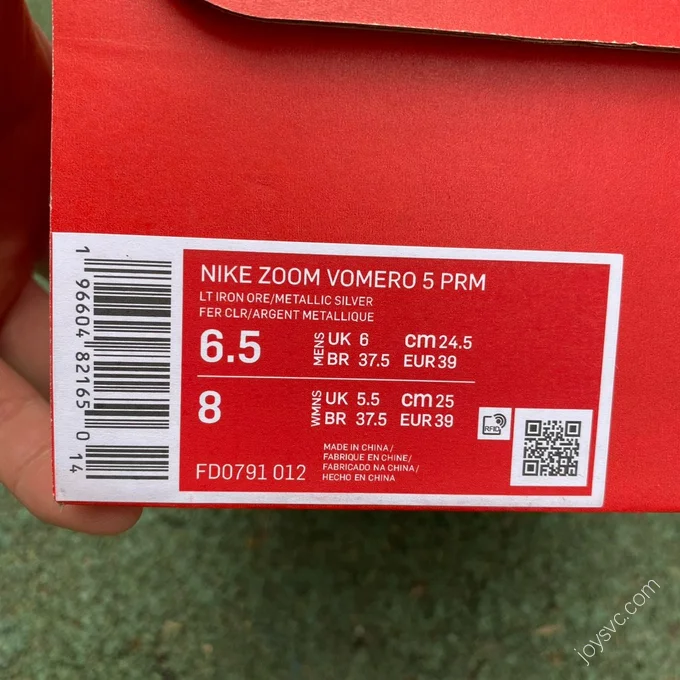 1 96604 82165 0 14
NIKE ZOOM VOMERO 5 PRM
LT IRON ORE/METALLIC SILVER
FER CLR/ARGENT METALLIQUE
6.5 MENS UK 6 cm 24.5
BR 37.5 EUR 39
8 WMNS UK 5.5 cm 25
BR 37.5 EUR 39
RFID
FD0791 012
MADE IN CHINA/
FABRIQUE EN CHINE/
FABRICADO NA CHINA/
HECHO EN CHINA
joysvc.com